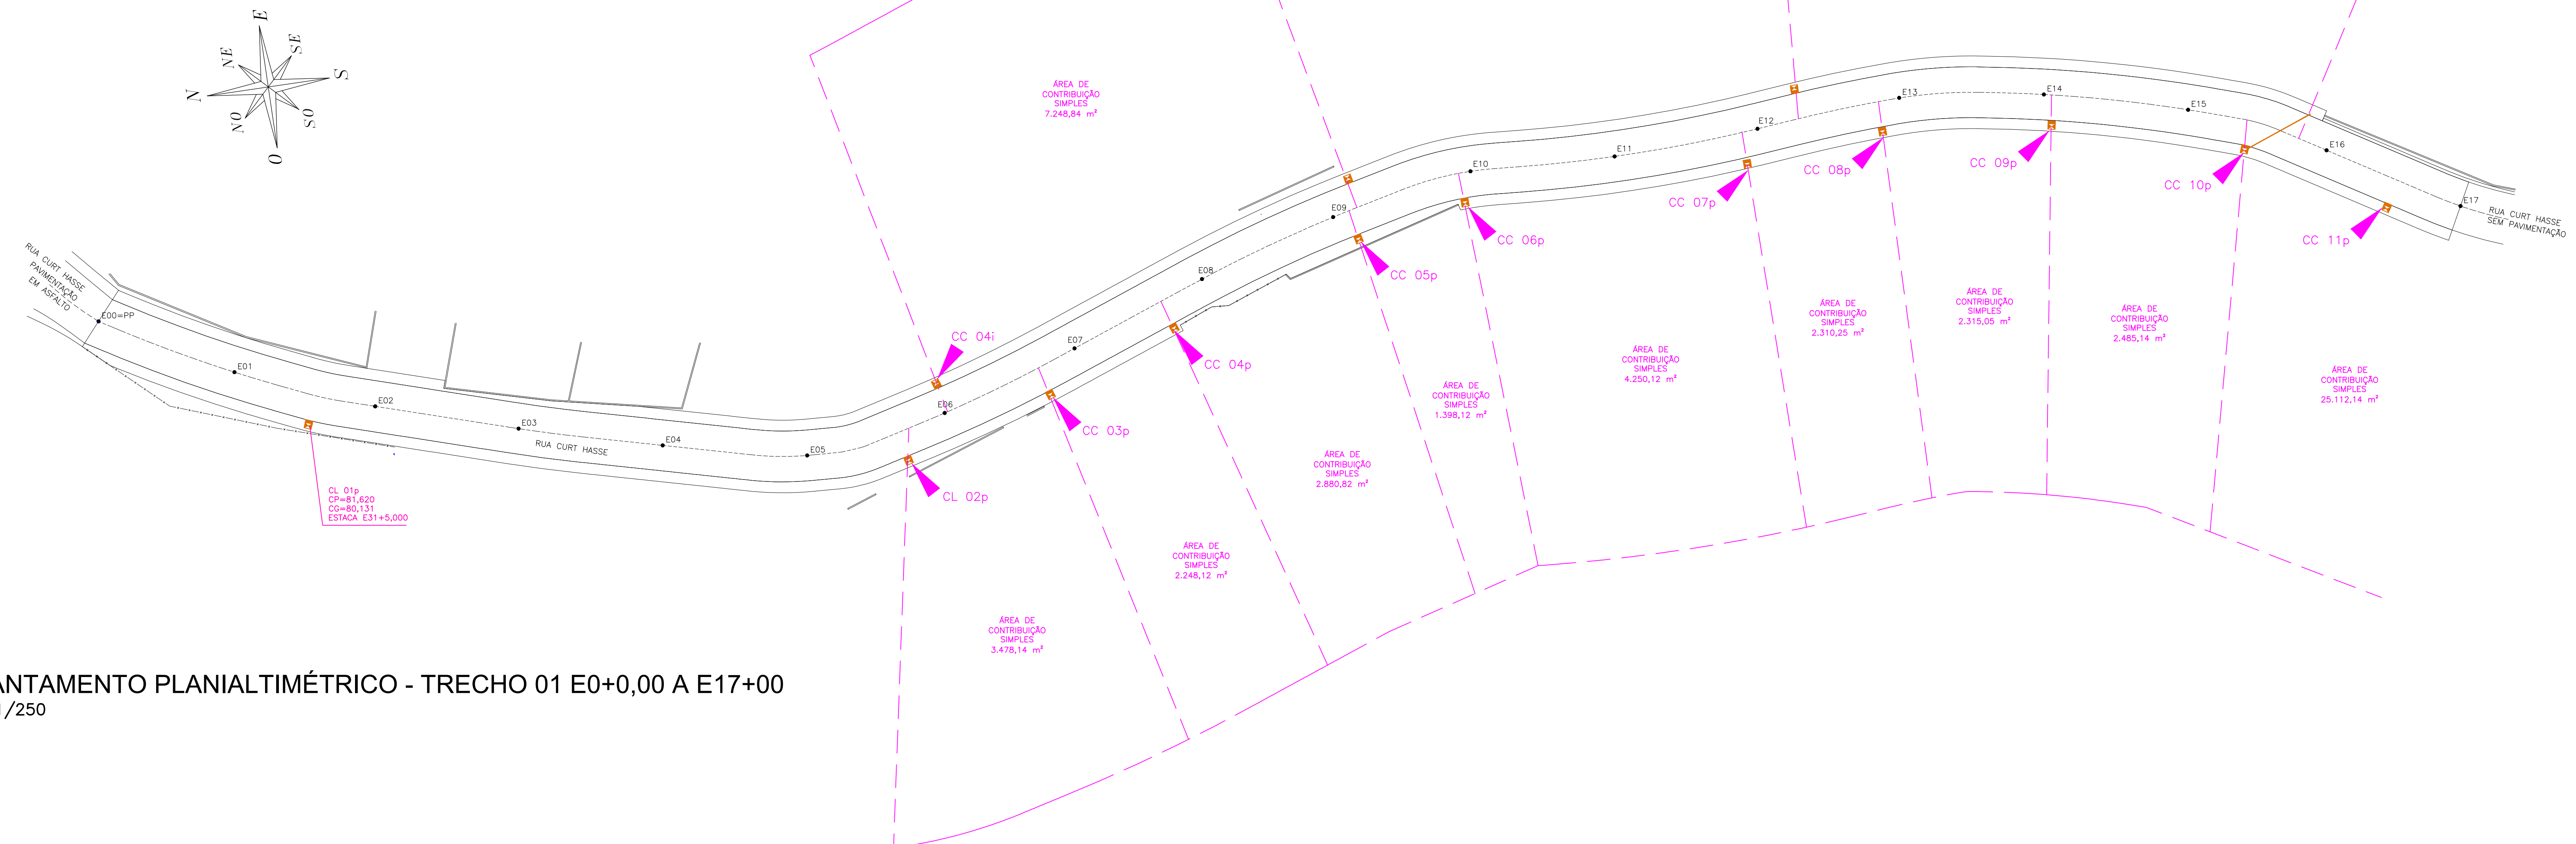 E
NE
SE
N
S
NO
SO
O
ÁREA DE
CONTRIBUIÇÃO
SIMPLES
7.248,84 m²
RUA CURT HASSE
PAVIMENTAÇÃO
EM ASFALTO
E00=PP
E01
E02
E03
E04
E05
E06
E07
E08
E09
E10
E11
E12
E13
E14
E15
E16
E17
RUA CURT HASSE
RUA CURT HASSE
SEM PAVIMENTAÇÃO
CL 01p
CP=81,620
CG=80,131
ESTACA E31+5,000
CL 02p
CC 03p
CC 04i
CC 04p
CC 05p
CC 06p
CC 07p
CC 08p
CC 09p
CC 10p
CC 11p
ÁREA DE
CONTRIBUIÇÃO
SIMPLES
3.478,14 m²
ÁREA DE
CONTRIBUIÇÃO
SIMPLES
2.248,12 m²
ÁREA DE
CONTRIBUIÇÃO
SIMPLES
2.880,82 m²
ÁREA DE
CONTRIBUIÇÃO
SIMPLES
1.398,12 m²
ÁREA DE
CONTRIBUIÇÃO
SIMPLES
4.250,12 m²
ÁREA DE
CONTRIBUIÇÃO
SIMPLES
2.310,25 m²
ÁREA DE
CONTRIBUIÇÃO
SIMPLES
2.315,05 m²
ÁREA DE
CONTRIBUIÇÃO
SIMPLES
2.485,14 m²
ÁREA DE
CONTRIBUIÇÃO
SIMPLES
25.112,14 m²
ANTAMENTO PLANIALTIMÉTRICO - TRECHO 01 E0+0,00 A E17+00
/250